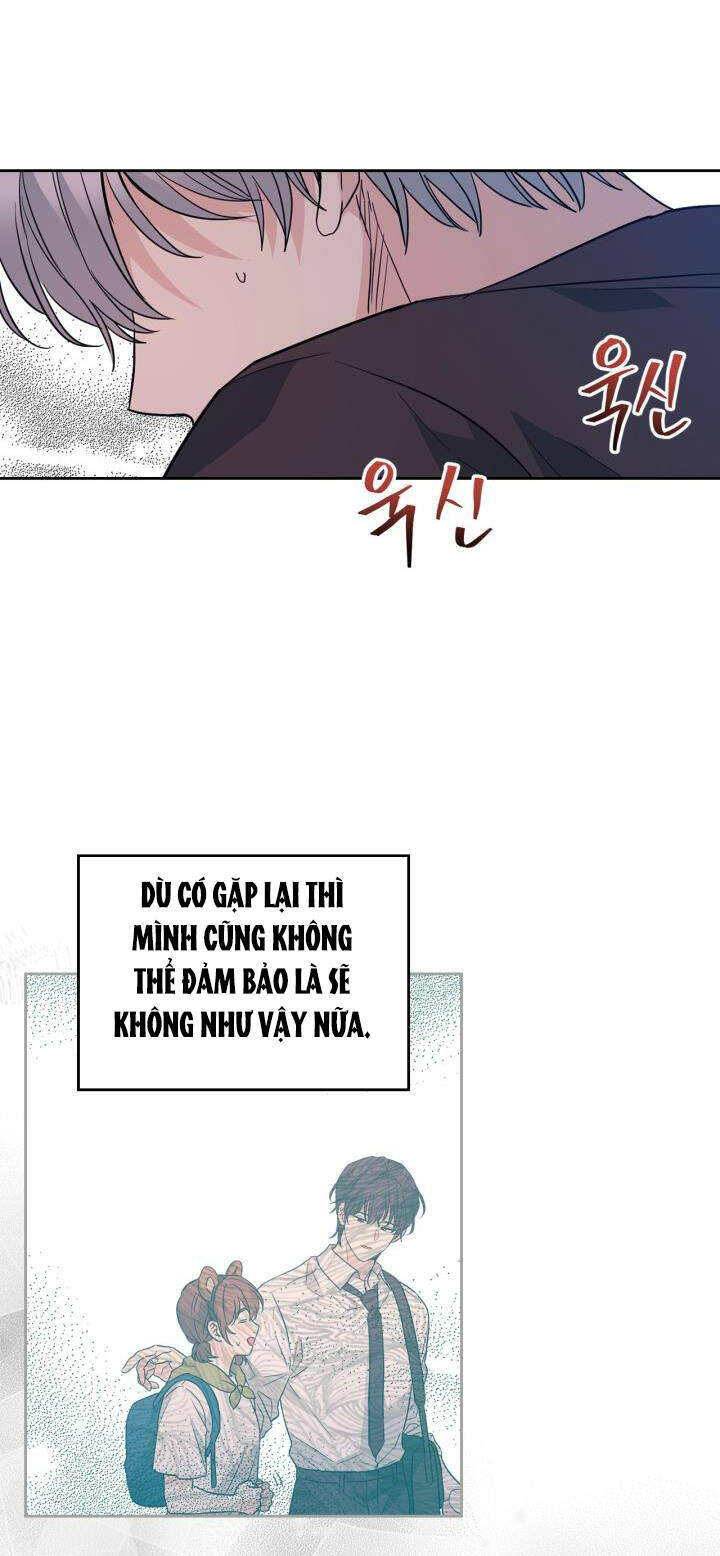 욱신
욱신
DÙ CÓ GẶP LẠI THÌ
MÌNH CŨNG KHÔNG
THỂ ĐẢM BẢO LÀ SẼ
KHÔNG NHƯ VẬY NỮA.